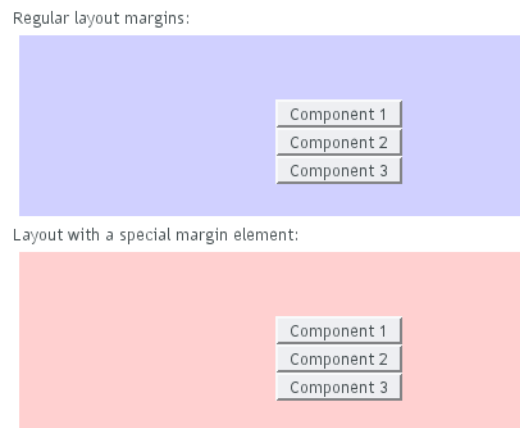 Regular layout margins:
Component 1
Component 2
Component 3
Layout with a special margin element:
Component 1
Component 2
Component 3